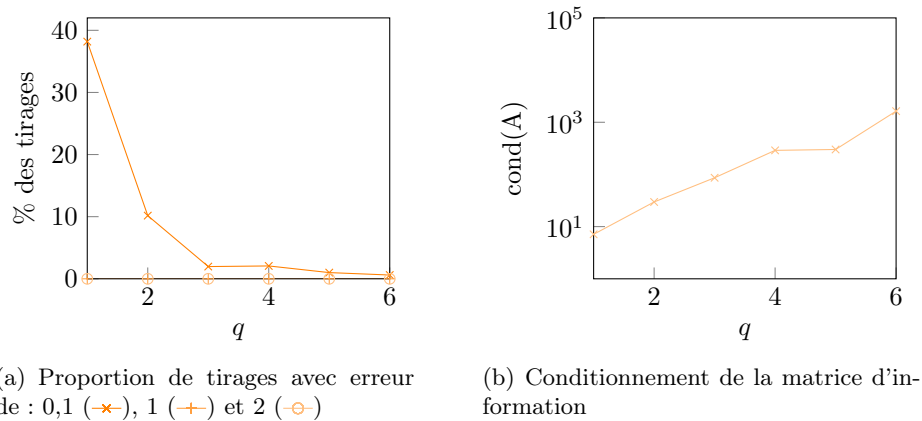 40
30
20
10
0
% des tirages
2
4
6
q
10^5
10^3
10^1
cond(A)
2
4
6
q
(a) Proportion de tirages avec erreur
de : 0,1 (), 1 () et 2 ()
(b) Conditionnement de la matrice d'in-
formation